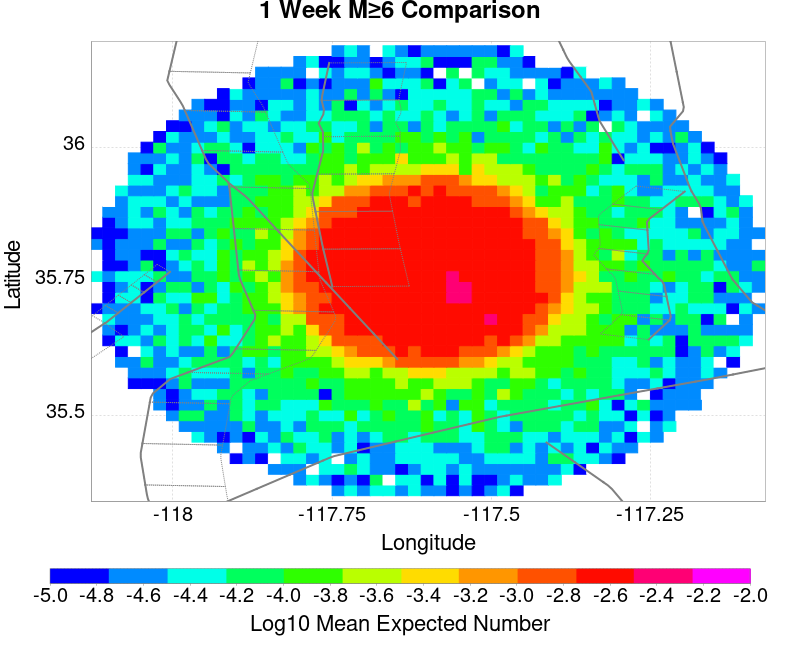 1 Week M≥6 Comparison
36
35.75
35.5
Latitude
-118 -117.75 -117.5 -117.25
Longitude
-5.0 -4.8 -4.6 -4.4 -4.2 -4.0 -3.8 -3.6 -3.4 -3.2 -3.0 -2.8 -2.6 -2.4 -2.2 -2.0
Log10 Mean Expected Number